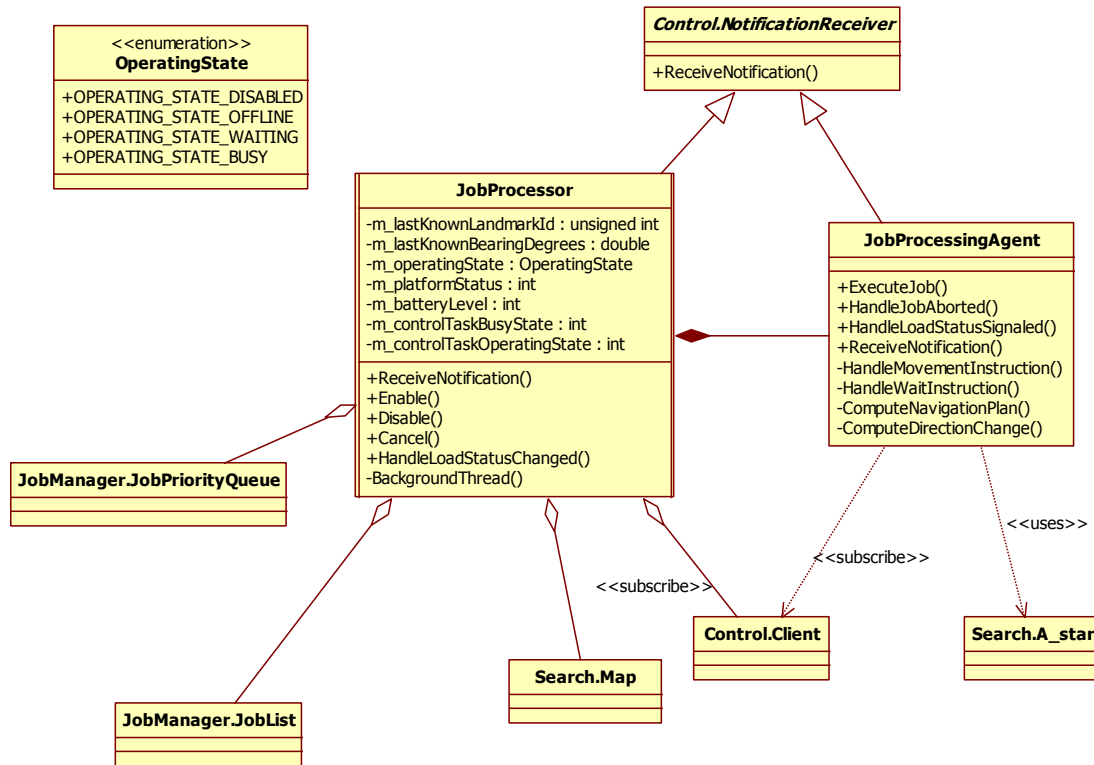 <<enumeration>>
OperatingState
+OPERATING_STATE_DISABLED
+OPERATING_STATE_OFFLINE
+OPERATING_STATE_WAITING
+OPERATING_STATE_BUSY
Control.NotificationReceiver
+ReceiveNotification()
JobProcessor
-m_lastKnownLandmarkId : unsigned int
-m_lastKnownBearingDegrees : double
-m_operatingState : OperatingState
-m_platformStatus : int
-m_batteryLevel : int
-m_controlTaskBusyState : int
-m_controlTaskOperatingState : int
+ReceiveNotification()
+Enable()
+Disable()
+Cancel()
+HandleLoadStatusChanged()
-BackgroundThread()
JobProcessingAgent
+ExecuteJob()
+HandleJobAborted()
+HandleLoadStatusSignaled()
+ReceiveNotification()
-HandleMovementInstruction()
-HandleWaitInstruction()
-ComputeNavigationPlan()
-ComputeDirectionChange()
JobManager.JobPriorityQueue
<<uses>>
<<subscribe>>
<<subscribe>>
Control.Client
Search.A_star
Search.Map
JobManager.JobList